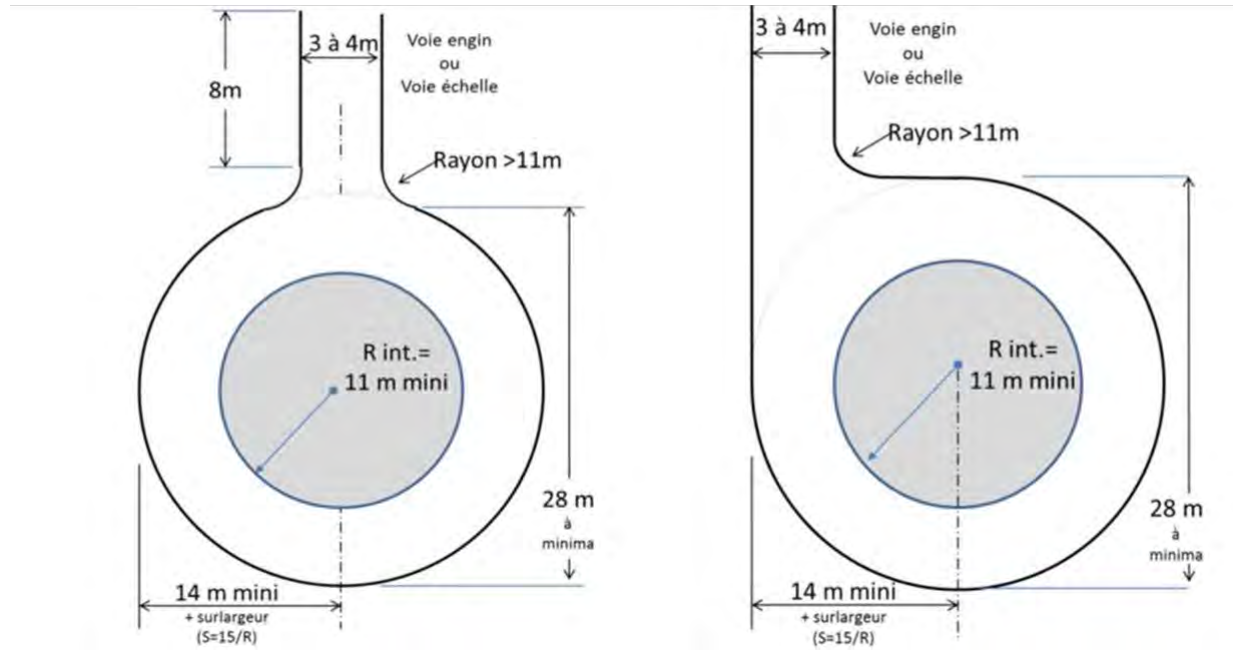 3 à 4m
Voie engin
ou
Voie échelle
8m
Rayon >11m
R int.=
11 m mini
28 m
à
minima
14 m mini
+ surlargeur
(S=15/R)
3 à 4m
Voie engin
ou
Voie échelle
Rayon >11m
R int.=
11 m mini
28 m
à
minima
14 m mini
+ surlargeur
(S=15/R)